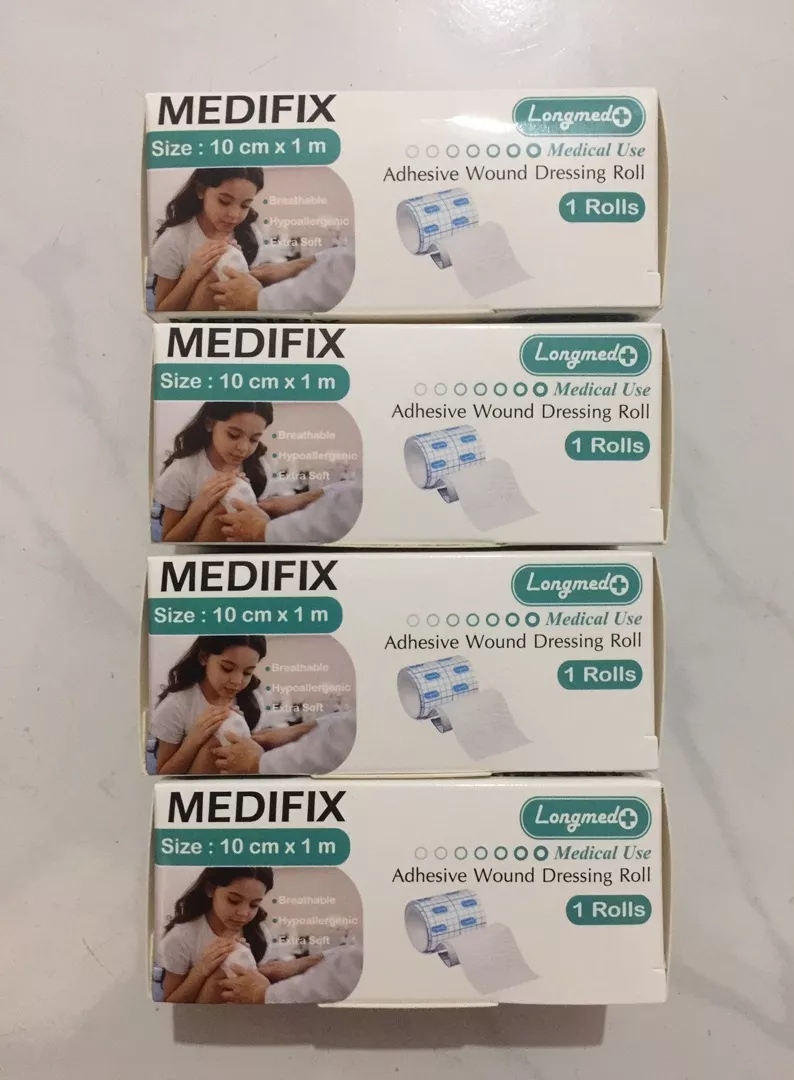 MEDIFIX
Longmed
Size : 10 cm x 1 m
Medical Use
Adhesive Wound Dressing Roll
Breathable
1 Rolls
Hypoallergenic
Extra Soft
MEDIFIX
Longmed
Size : 10 cm x 1 m
Medical Use
Adhesive Wound Dressing Roll
Breathable
1 Rolls
Hypoallergenic
Extra Soft
MEDIFIX
Longmed
Size : 10 cm x 1 m
Medical Use
Adhesive Wound Dressing Roll
Breathable
1 Rolls
Hypoallergenic
Extra Soft
MEDIFIX
Longmed
Size : 10 cm x 1 m
Medical Use
Adhesive Wound Dressing Roll
Breathable
1 Rolls
Hypoallergenic
Extra Soft